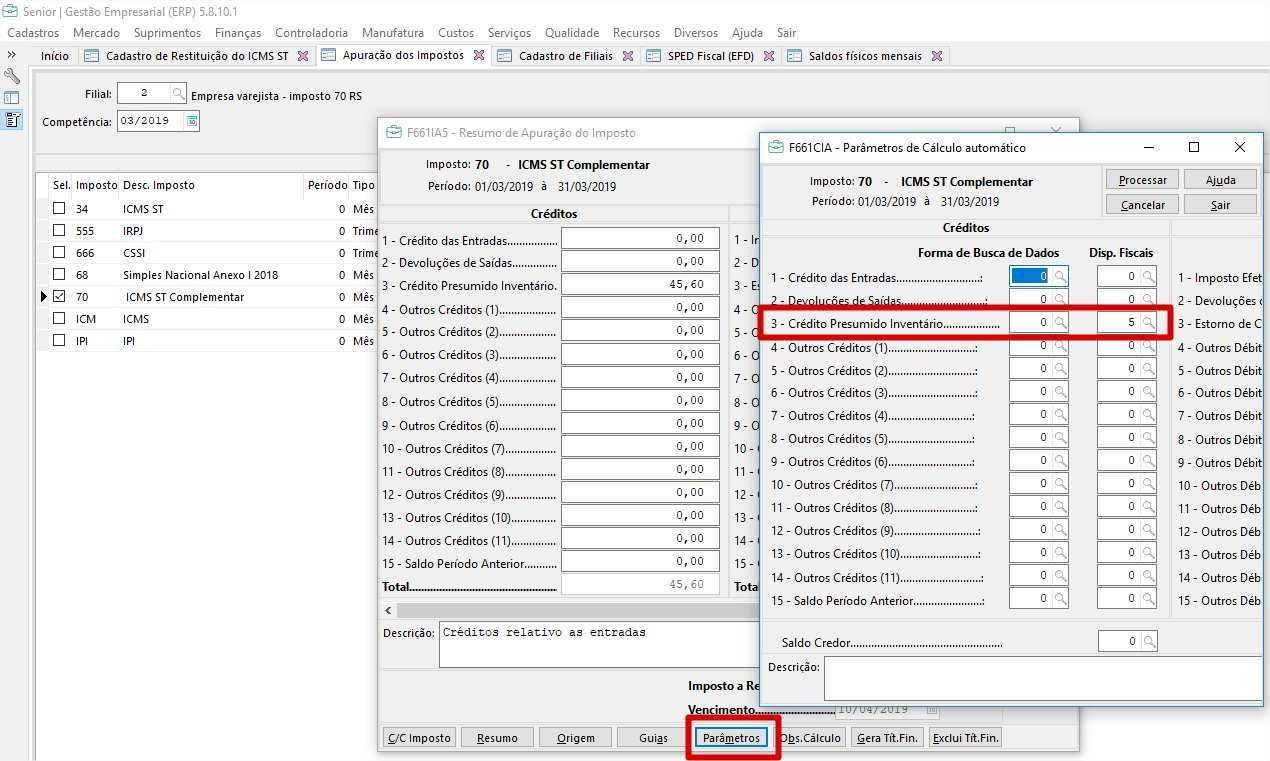 Senior | Gestão Empresarial (ERP) 5.8.10.1
Cadastros Mercado Suprimentos Finanças Controladoria Manufatura Custos Serviços Qualidade Recursos Diversos Ajuda Sair
Início Cadastro de Restituição do ICMS ST Apuração dos Impostos Cadastro de Filiais SPED Fiscal (EFD) Saldos físicos mensais
Filial: 2 Empresa varejista - imposto 70 RS
Competência: 03/2019
Sel. Imposto Desc. Imposto Período Tipo
34 ICMS ST 0 Mês
555 IRPJ 0 Trime
666 CSSI 0 Trime
68 Simples Nacional Anexo I 2018 0 Mês
70 ICMS ST Complementar 0 Mês
ICM ICMS 0 Mês
IPI IPI 0 Mês
F661IA5 - Resumo de Apuração do Imposto
Imposto: 70 - ICMS ST Complementar
Período: 01/03/2019 à 31/03/2019
Créditos
1 - Crédito das Entradas................ 0,00 1 - In
2 - Devoluções de Saídas............... 0,00 2 - D
3 - Crédito Presumido Inventário. 45,60 3 - Es
4 - Outros Créditos (1)................. 0,00 4 - O
5 - Outros Créditos (2)................. 0,00 5 - O
6 - Outros Créditos (3)................. 0,00 6 - O
7 - Outros Créditos (4)................. 0,00 7 - O
8 - Outros Créditos (5)................. 0,00 8 - O
9 - Outros Créditos (6)................. 0,00 9 - O
10 - Outros Créditos (7)............... 0,00 10 -
11 - Outros Créditos (8)............... 0,00 11 -
12 - Outros Créditos (9)............... 0,00 12 -
13 - Outros Créditos (10)............. 0,00 13 -
14 - Outros Créditos (11)............. 0,00 14 -
15 - Saldo Período Anterior.......... 0,00 15 -
Total................................................ 45,60 Tota
Descrição: Créditos relativo as entradas
Imposto a Re
Vencimento........................ 10/04/2019
C/C Imposto Resumo Origem Guias Parâmetros Obs.Cálculo Gera Tít.Fin. Exclui Tít.Fin.
F661CIA - Parâmetros de Cálculo automático
Imposto: 70 - ICMS ST Complementar
Período: 01/03/2019 à 31/03/2019
Processar Ajuda
Cancelar Sair
Créditos
Forma de Busca de Dados Disp. Fiscais
1 - Crédito das Entradas..........................: 0 0 1 - Imposto Efet
2 - Devoluções de Saídas.........................: 0 0 2 - Devoluções d
3 - Crédito Presumido Inventário................... 0 5 3 - Estorno de C
4 - Outros Créditos (1)...........................: 0 0 4 - Outros Débit
5 - Outros Créditos (2)...........................: 0 0 5 - Outros Débit
6 - Outros Créditos (3)...........................: 0 0 6 - Outros Débit
7 - Outros Créditos (4)...........................: 0 0 7 - Outros Débit
8 - Outros Créditos (5)...........................: 0 0 8 - Outros Débit
9 - Outros Créditos (6)...........................: 0 0 9 - Outros Débit
10 - Outros Créditos (7)..........................: 0 0 10 - Outros Déb
11 - Outros Créditos (8)..........................: 0 0 11 - Outros Déb
12 - Outros Créditos (9)..........................: 0 0 12 - Outros Déb
13 - Outros Créditos (10).........................: 0 0 13 - Outros Déb
14 - Outros Créditos (11).........................: 0 0 14 - Outros Déb
15 - Saldo Período Anterior......................: 0 0 15 - Outros Déb
Saldo Credor.................................................. 0
Descrição: